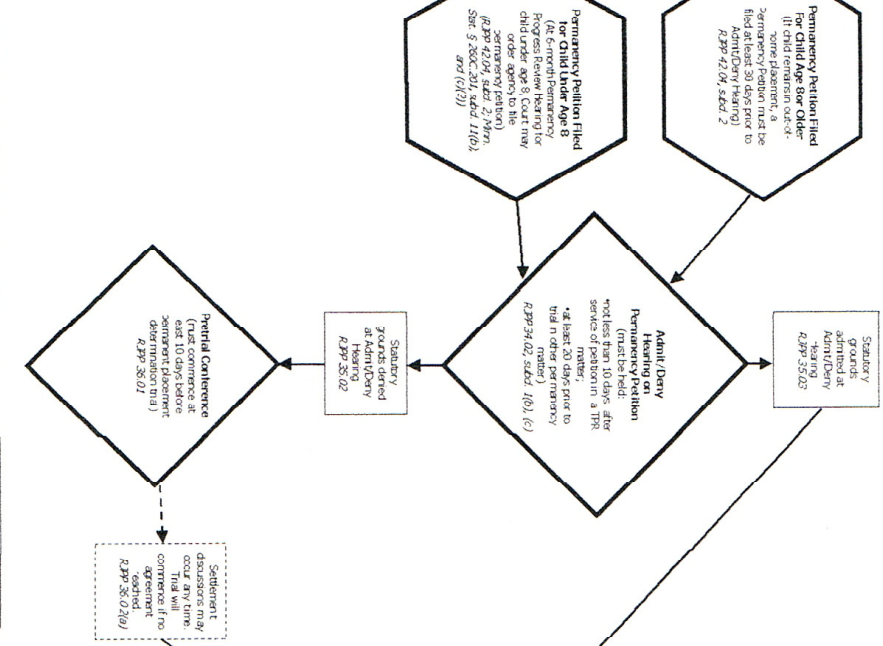 Permanency Petition Filed
For Child Age 8 or Older
(If child remains in out-of-
home placement, a
Permanency Petition must be
filed at least 30 days prior to
Admit/Deny Hearing)
RJPP 42.04, subd. 2
Permanency Petition Filed
for Child Under Age 8
(At 6-month Permanency
Progress Review Hearing for
child under age 8, Court may
order agency to file
permanency petition)
(RJPP 42.04, subd. 2; Minn.
Stat. § 260C.201, subd. 11(b),
and (c)(2))
Admit/Deny
Hearing on
Permanency Petition
(must be held:
•not less than 10 days after
service of petition in a TPR
matter;
•at least 20 days prior to
trial in other permanency
matter)
RJPP 34.02, subd. 1(b), (c)
Statutory
grounds
admitted at
Admit/Deny
Hearing
RJPP 35.03
Statutory
grounds denied
at Admit/Deny
Hearing
RJPP 35.02
Pretrial Conference
(must commence at
least 10 days before
permanent placement
determination trial)
RJPP 36.01
Settlement
discussions may
occur any time.
Trial will
commence if no
agreement
reached.
RJPP 36.02(a)